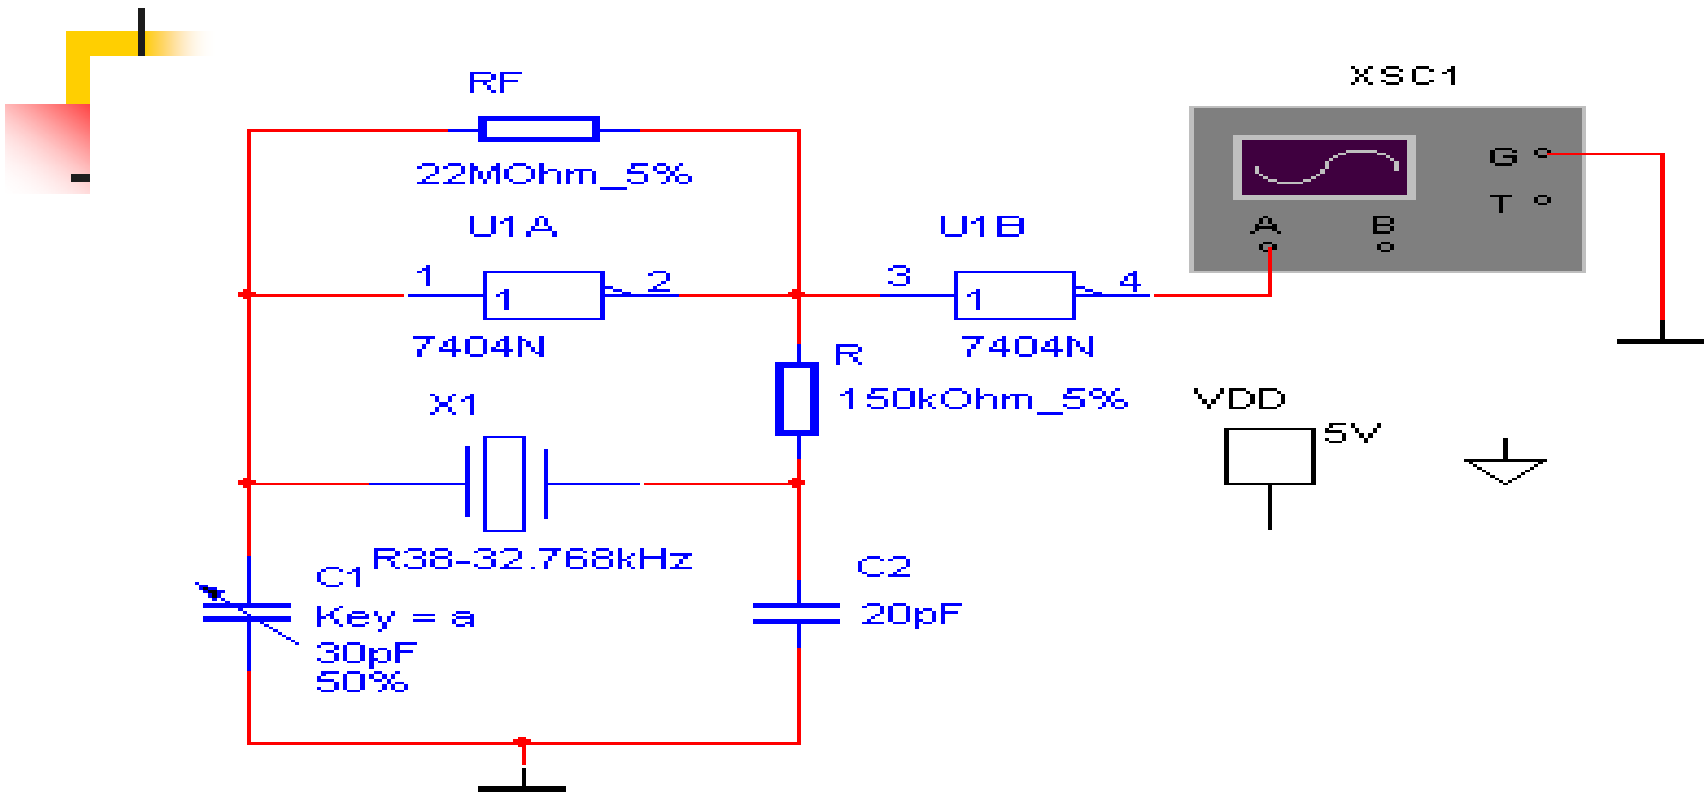 XSC1
RF
G
22MOhm_5%
T
U1A
U1B
A
B
1
2
3
4
1
1
7404N
7404N
R
150kOhm_5%
X1
VDD
5V
R38-32.768kHz
C1
C2
Key = a
20pF
30pF
50%